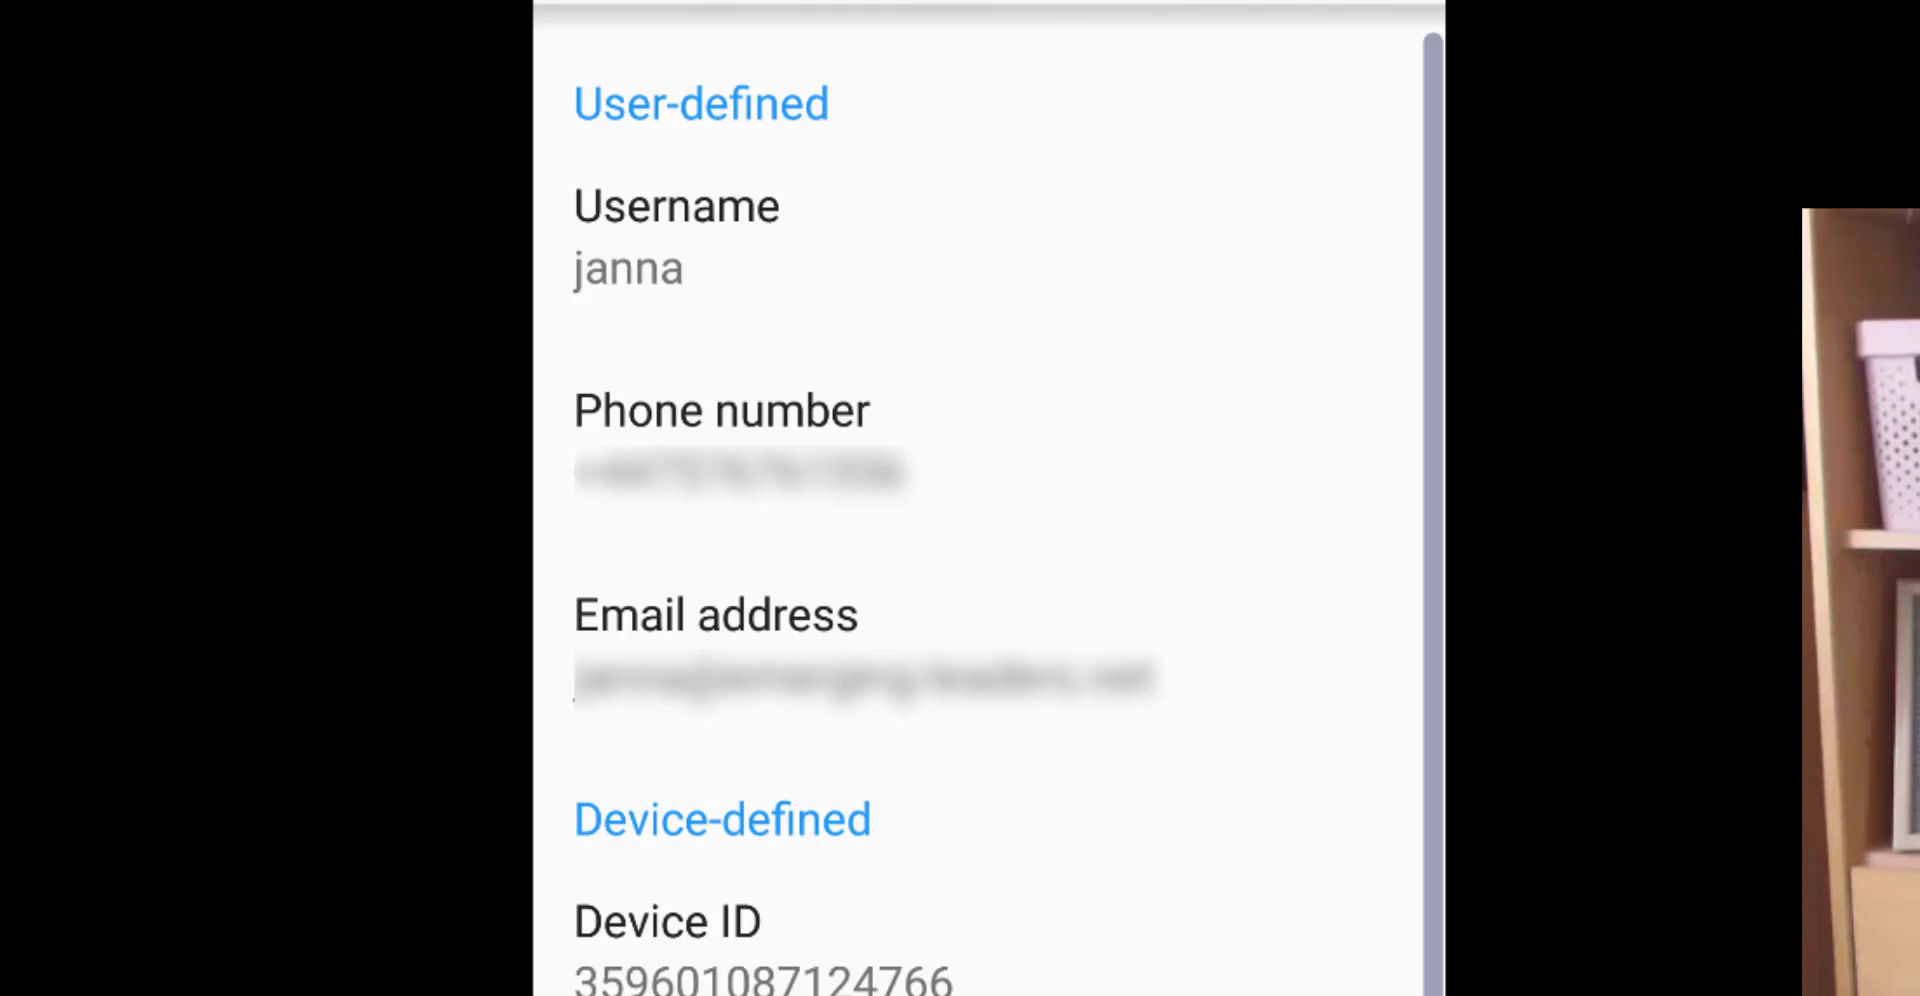 User-defined
Username
janna
Phone number
Email address
Device-defined
Device ID
359601087124766